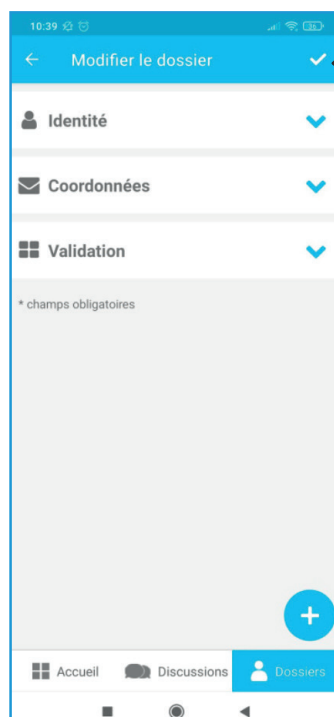 10:39
Modifier le dossier
Identité
Coordonnées
Validation
* champs obligatoires
Accueil Discussions Dossiers